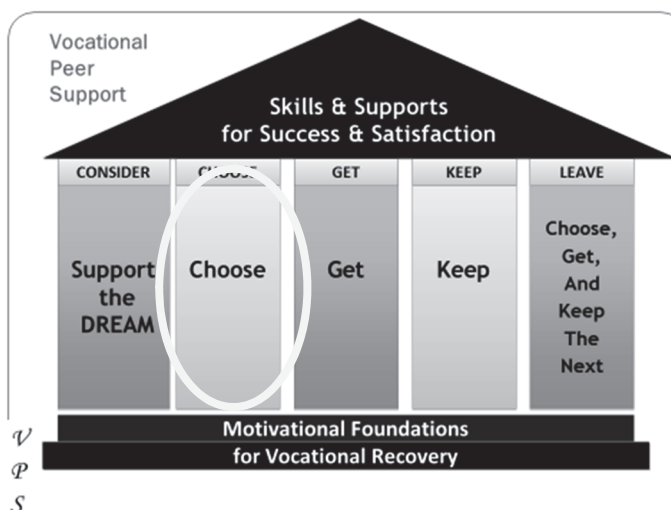 Vocational
Peer
Support
Skills & Supports
for Success & Satisfaction
CONSIDER
CHOOSE
GET
KEEP
LEAVE
Support
the
DREAM
Choose
Get
Keep
Choose,
Get,
And
Keep
The
Next
Motivational Foundations
for Vocational Recovery
V
P
S